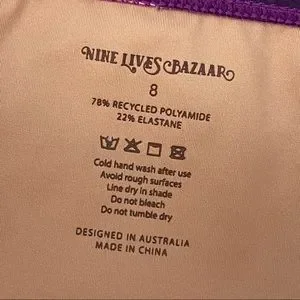 NINE LIVES BAZAAR
8
78% RECYCLED POLYAMIDE
22% ELASTANE
Cold hand wash after use
Avoid rough surfaces
Line dry in shade
Do not bleach
Do not tumble dry
DESIGNED IN AUSTRALIA
MADE IN CHINA